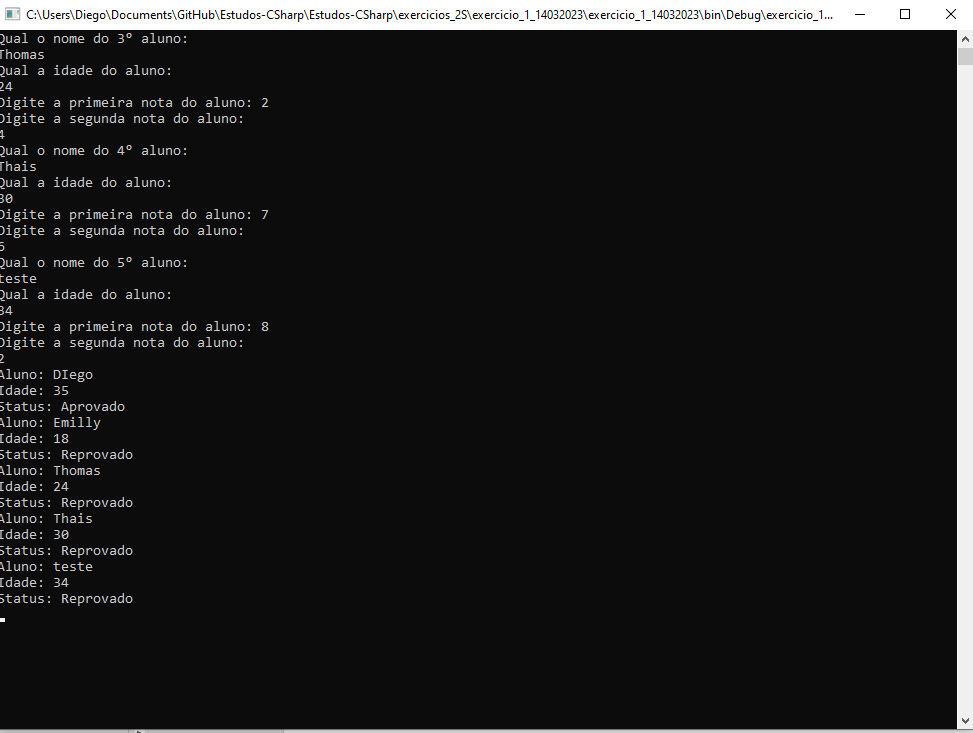 C:\Users\Diego\Documents\GitHub\Estudos-CSharp\Estudos-CSharp\exercicios_2S\exercicio_1_14032023\exercicio_1_14032023\bin\Debug\exercicio_1...
Qual o nome do 3º aluno:
Thomas
Qual a idade do aluno:
24
Digite a primeira nota do aluno: 2
Digite a segunda nota do aluno:
4
Qual o nome do 4º aluno:
Thais
Qual a idade do aluno:
30
Digite a primeira nota do aluno: 7
Digite a segunda nota do aluno:
6
Qual o nome do 5º aluno:
teste
Qual a idade do aluno:
34
Digite a primeira nota do aluno: 8
Digite a segunda nota do aluno:
2
Aluno: DIego
Idade: 35
Status: Aprovado
Aluno: Emilly
Idade: 18
Status: Reprovado
Aluno: Thomas
Idade: 24
Status: Reprovado
Aluno: Thais
Idade: 30
Status: Reprovado
Aluno: teste
Idade: 34
Status: Reprovado